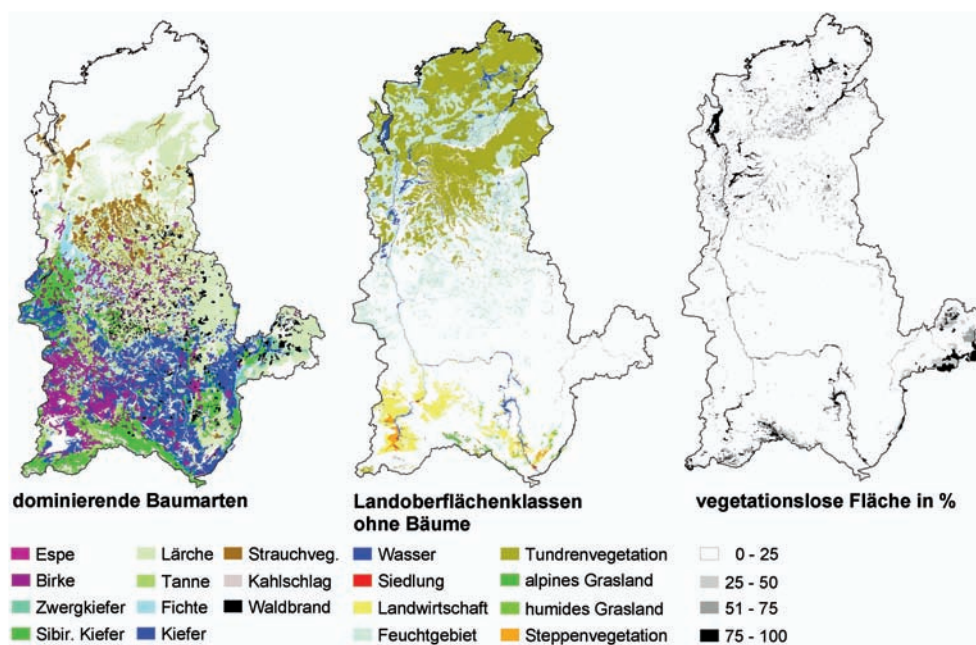 dominierende Baumarten
Espe
Birke
Zwergkiefer
Sibir. Kiefer
Lärche
Tanne
Fichte
Kiefer
Strauchveg.
Kahlschlag
Waldbrand
Landoberflächenklassen
ohne Bäume
Wasser
Siedlung
Landwirtschaft
Feuchtgebiet
Tundrenvegetation
alpines Grasland
humides Grasland
Steppenvegetation
vegetationslose Fläche in %
0 - 25
25 - 50
51 - 75
75 - 100